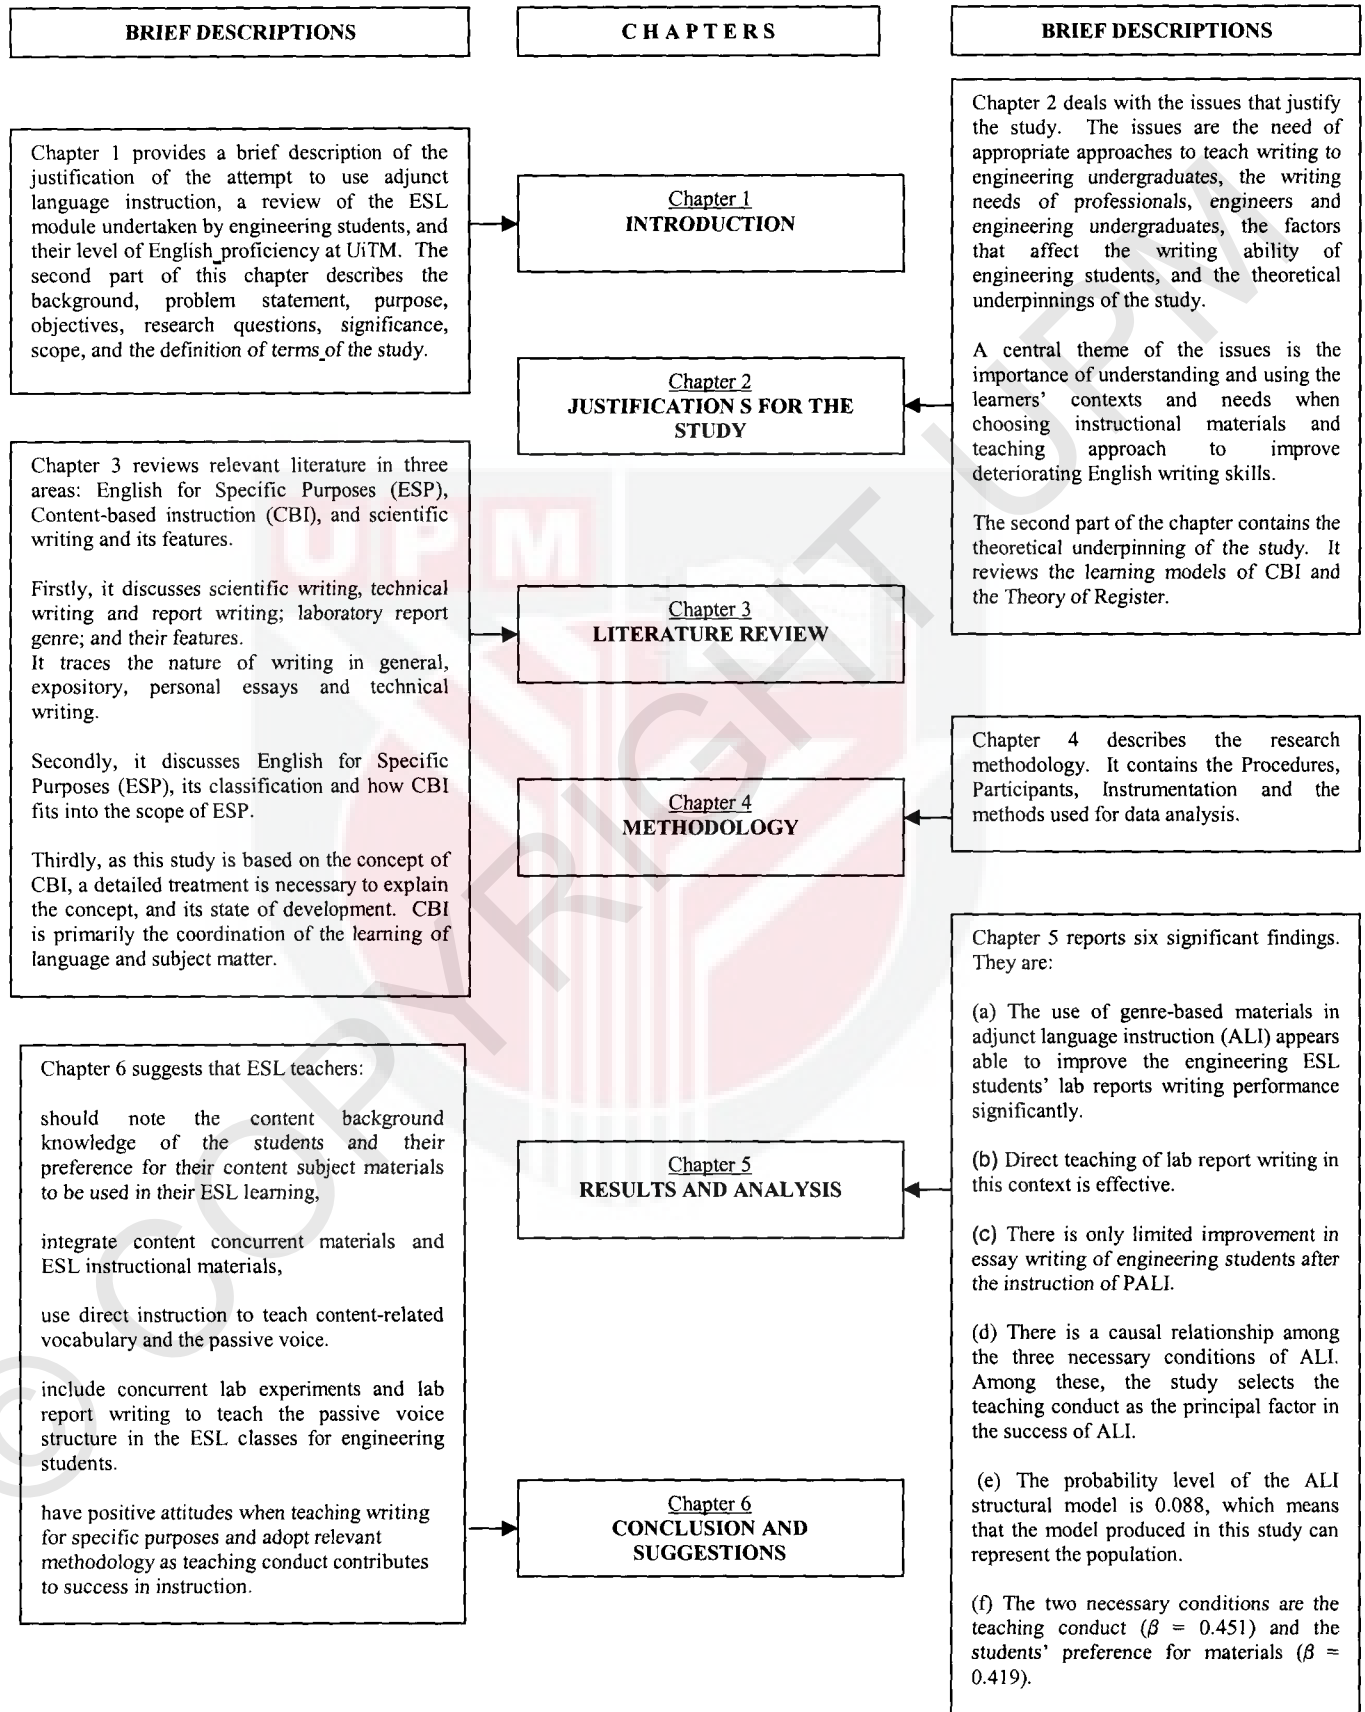 BRIEF DESCRIPTIONS
C H A P T E R S
BRIEF DESCRIPTIONS
Chapter 1 provides a brief description of the
justification of the attempt to use adjunct
language instruction, a review of the ESL
module undertaken by engineering students, and
their level of English proficiency at UiTM. The
second part of this chapter describes the
background, problem statement, purpose,
objectives, research questions, significance,
scope, and the definition of terms of the study.
Chapter 1
INTRODUCTION
Chapter 2 deals with the issues that justify
the study. The issues are the need of
appropriate approaches to teach writing to
engineering undergraduates, the writing
needs of professionals, engineers and
engineering undergraduates, the factors
that affect the writing ability of
engineering students, and the theoretical
underpinnings of the study.
A central theme of the issues is the
importance of understanding and using the
learners' contexts and needs when
choosing instructional materials and
teaching approach to improve
deteriorating English writing skills.
The second part of the chapter contains the
theoretical underpinning of the study. It
reviews the learning models of CBI and
the Theory of Register.
Chapter 2
JUSTIFICATION S FOR THE
STUDY
Chapter 3 reviews relevant literature in three
areas: English for Specific Purposes (ESP),
Content-based instruction (CBI), and scientific
writing and its features.
Firstly, it discusses scientific writing, technical
writing and report writing; laboratory report
genre; and their features.
It traces the nature of writing in general,
expository, personal essays and technical
writing.
Secondly, it discusses English for Specific
Purposes (ESP), its classification and how CBI
fits into the scope of ESP.
Thirdly, as this study is based on the concept of
CBI, a detailed treatment is necessary to explain
the concept, and its state of development. CBI
is primarily the coordination of the learning of
language and subject matter.
Chapter 3
LITERATURE REVIEW
Chapter 4
METHODOLOGY
Chapter 4 describes the research
methodology. It contains the Procedures,
Participants, Instrumentation and the
methods used for data analysis.
Chapter 5 reports six significant findings.
They are:
(a) The use of genre-based materials in
adjunct language instruction (ALI) appears
able to improve the engineering ESL
students' lab reports writing performance
significantly.
(b) Direct teaching of lab report writing in
this context is effective.
(c) There is only limited improvement in
essay writing of engineering students after
the instruction of PALI.
(d) There is a causal relationship among
the three necessary conditions of ALI.
Among these, the study selects the
teaching conduct as the principal factor in
the success of ALI.
(e) The probability level of the ALI
structural model is 0.088, which means
that the model produced in this study can
represent the population.
(f) The two necessary conditions are the
teaching conduct (β = 0.451) and the
students' preference for materials (β =
0.419).
Chapter 5
RESULTS AND ANALYSIS
Chapter 6 suggests that ESL teachers:
should note the content background
knowledge of the students and their
preference for their content subject materials
to be used in their ESL learning,
integrate content concurrent materials and
ESL instructional materials,
use direct instruction to teach content-related
vocabulary and the passive voice.
include concurrent lab experiments and lab
report writing to teach the passive voice
structure in the ESL classes for engineering
students.
have positive attitudes when teaching writing
for specific purposes and adopt relevant
methodology as teaching conduct contributes
to success in instruction.
Chapter 6
CONCLUSION AND
SUGGESTIONS
UPM
© COPYRIGHT UPM